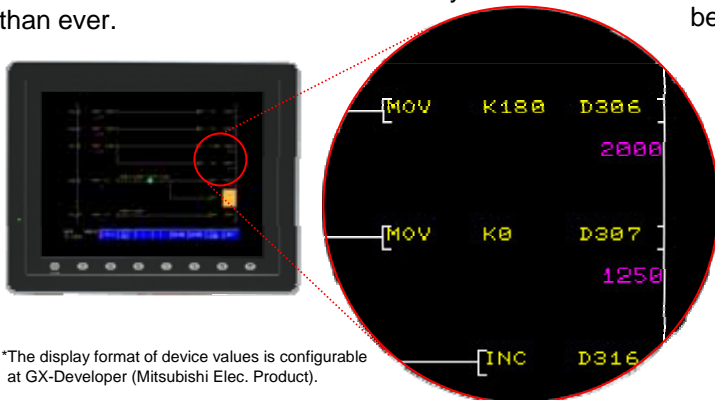 than ever.
be
MOV K180 D306
2000
MOV K0 D307
1250
INC D316
*The display format of device values is configurable
at GX-Developer (Mitsubishi Elec. Product).